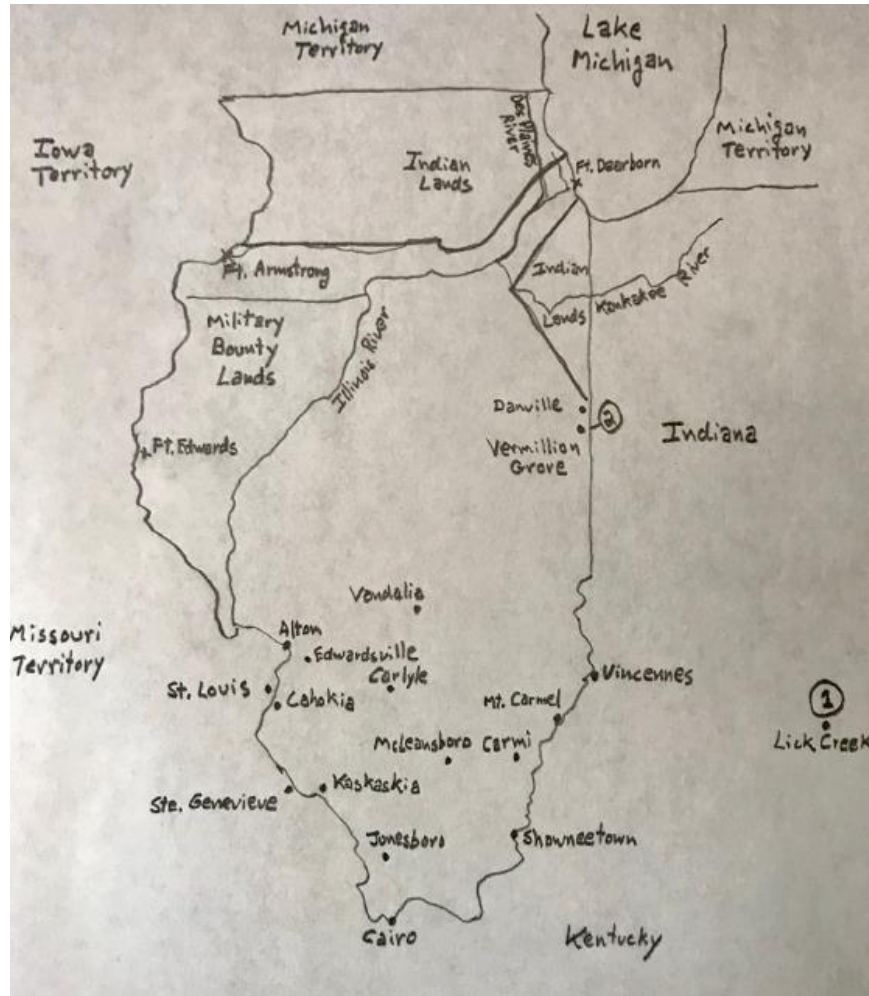 Michigan
Territory
Lake
Michigan
Iowa
Territory
Indian
Lands
Des Plaines
River
Ft. Dearborn
Michigan
Territory
Ft. Armstrong
Indian
Lands
Kankakee River
Military
Bounty
Lands
Illinois River
Danville
2
Vermillion
Grove
Indiana
Ft. Edwards
Vandalia
Missouri
Territory
Alton
Edwardsville
Carlyle
St. Louis
Cahokia
Vincennes
Mt. Carmel
1
Lick Creek
McLeansboro
Carmi
Ste. Genevieve
Kaskaskia
Jonesboro
Shawneetown
Cairo
Kentucky